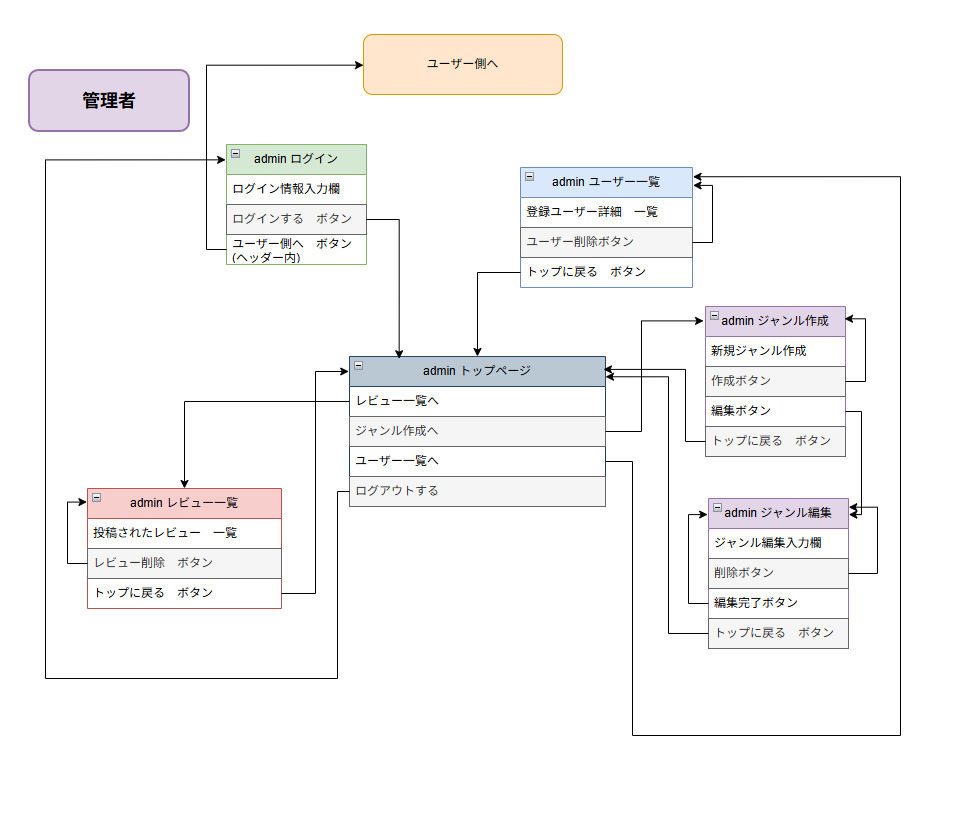 ユーザー側へ
管理者
admin ログイン
ログイン情報入力欄
ログインする　ボタン
ユーザー側へ　ボタン
(ヘッダー内)
admin ユーザー一覧
登録ユーザー詳細　一覧
ユーザー削除ボタン
トップに戻る　ボタン
admin ジャンル作成
新規ジャンル作成
作成ボタン
編集ボタン
トップに戻る　ボタン
admin トップページ
レビュー一覧へ
ジャンル作成へ
ユーザー一覧へ
ログアウトする
admin レビュー一覧
投稿されたレビュー　一覧
レビュー削除　ボタン
トップに戻る　ボタン
admin ジャンル編集
ジャンル編集入力欄
削除ボタン
編集完了ボタン
トップに戻る　ボタン